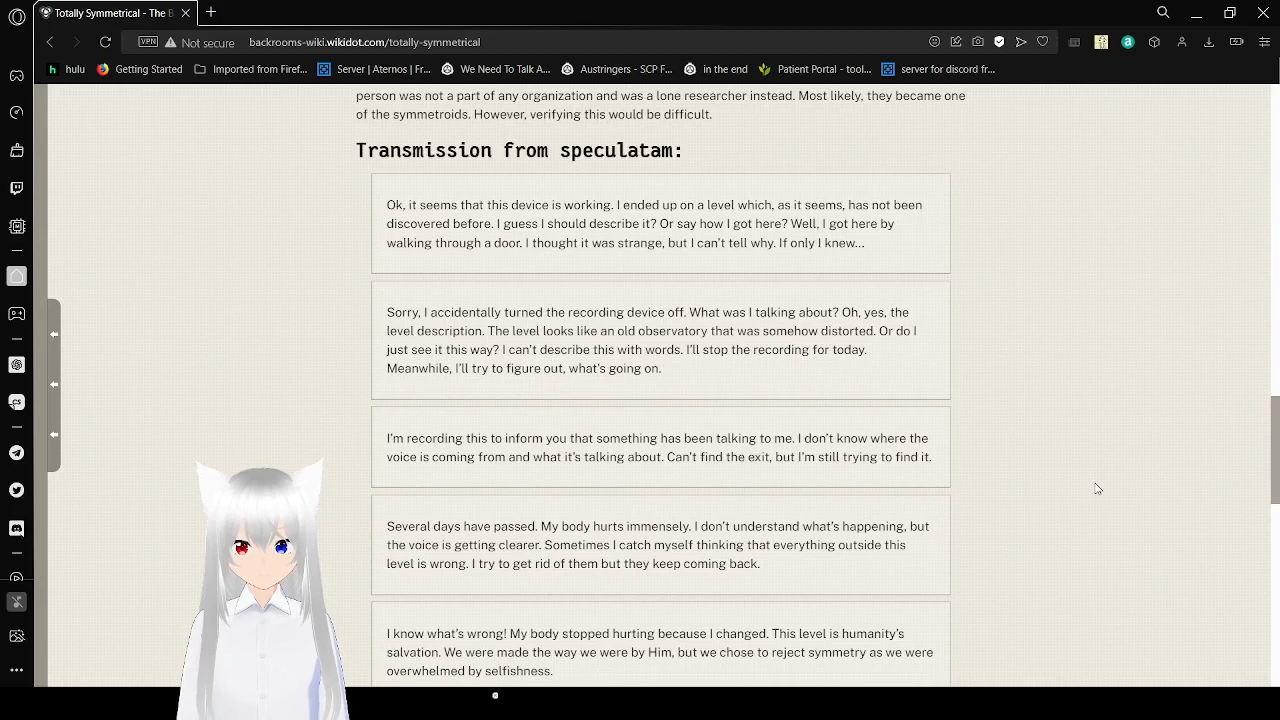 Totally Symmetrical - The B
VPN
Not secure
backrooms-wiki.wikidot.com/totally-symmetrical
hulu
Getting Started
Imported from Firef...
Server | Aternos | Fr...
We Need To Talk A...
Austringers - SCP F...
in the end
Patient Portal - tool...
server for discord fr...
person was not a part of any organization and was a lone researcher instead. Most likely, they became one
of the symmetroids. However, verifying this would be difficult.
Transmission from speculatam:
Ok, it seems that this device is working. I ended up on a level which, as it seems, has not been
discovered before. I guess I should describe it? Or say how I got here? Well, I got here by
walking through a door. I thought it was strange, but I can't tell why. If only I knew...
Sorry, I accidentally turned the recording device off. What was I talking about? Oh, yes, the
level description. The level looks like an old observatory that was somehow distorted. Or do I
just see it this way? I can't describe this with words. I'll stop the recording for today.
Meanwhile, I'll try to figure out, what's going on.
I'm recording this to inform you that something has been talking to me. I don't know where the
voice is coming from and what it's talking about. Can't find the exit, but I'm still trying to find it.
Several days have passed. My body hurts immensely. I don't understand what's happening, but
the voice is getting clearer. Sometimes I catch myself thinking that everything outside this
level is wrong. I try to get rid of them but they keep coming back.
I know what's wrong! My body stopped hurting because I changed. This level is humanity's
salvation. We were made the way we were by Him, but we chose to reject symmetry as we were
overwhelmed by selfishness.